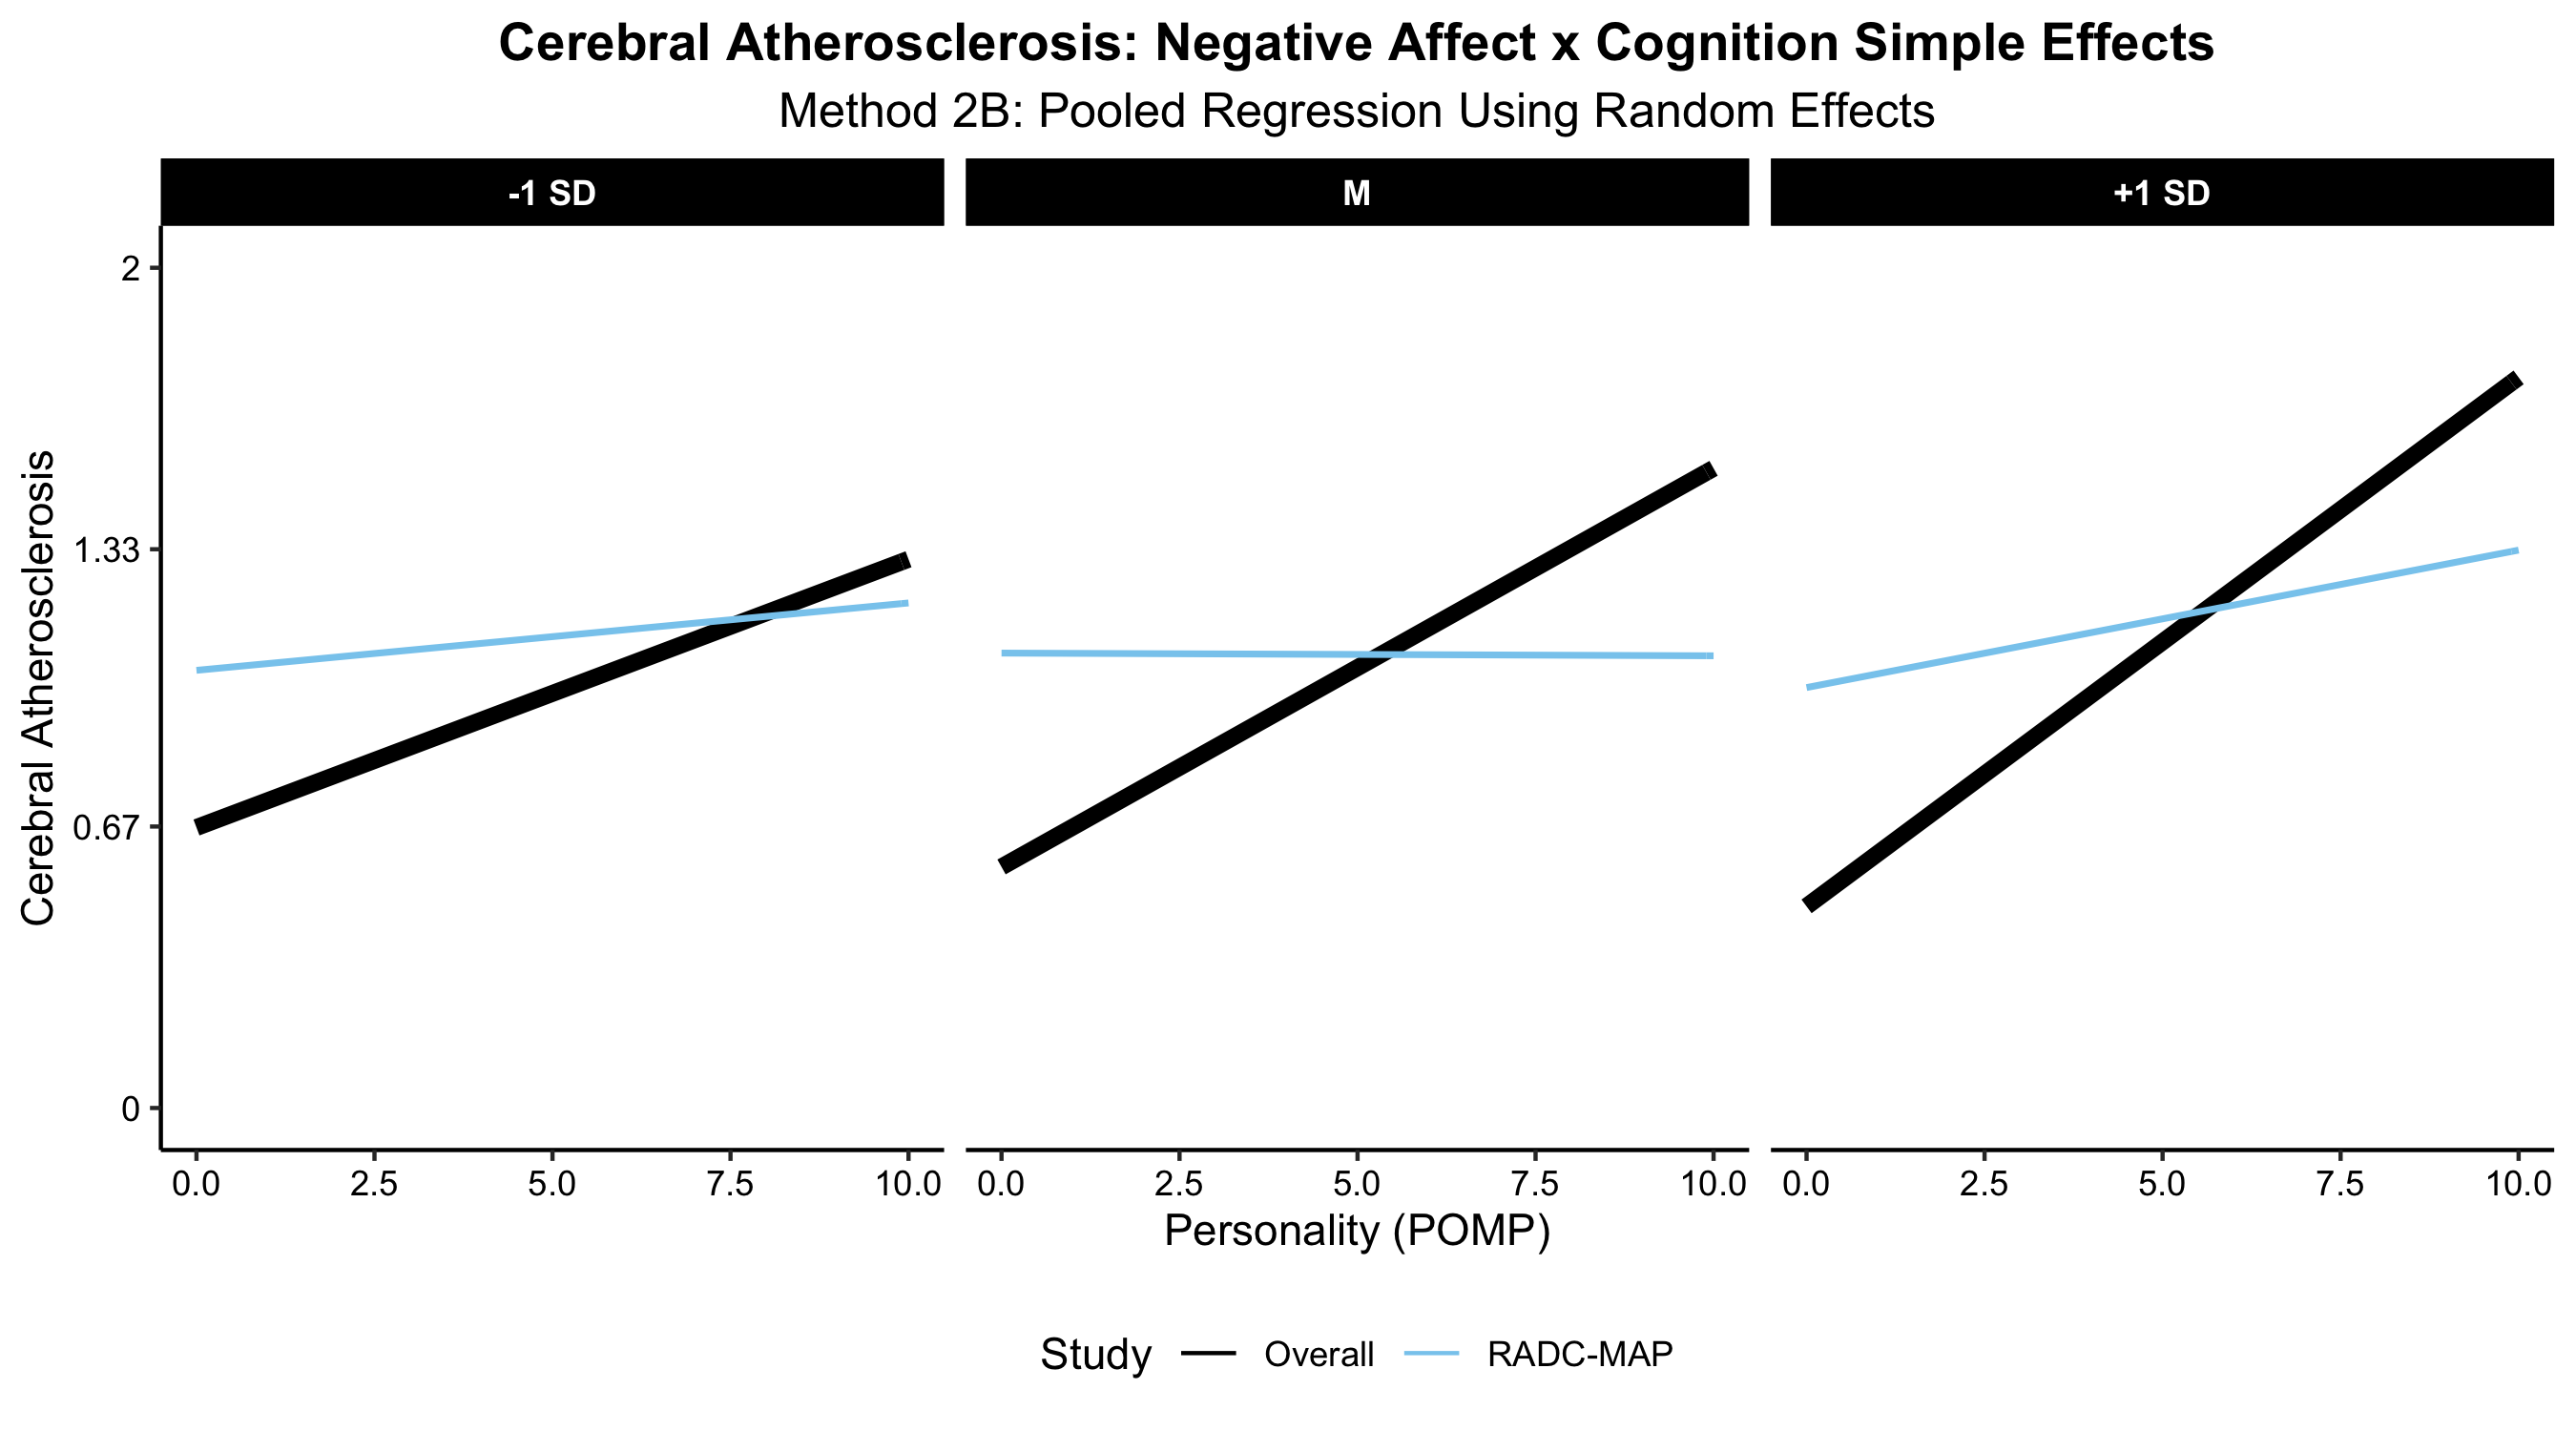 Cerebral Atherosclerosis: Negative Affect x Cognition Simple Effects
Method 2B: Pooled Regression Using Random Effects
-1 SD
M
+1 SD
Cerebral Atherosclerosis
2
1.33
0.67
0
0.0 2.5 5.0 7.5 10.0
0.0 2.5 5.0 7.5 10.0
0.0 2.5 5.0 7.5 10.0
Personality (POMP)
Study Overall RADC-MAP